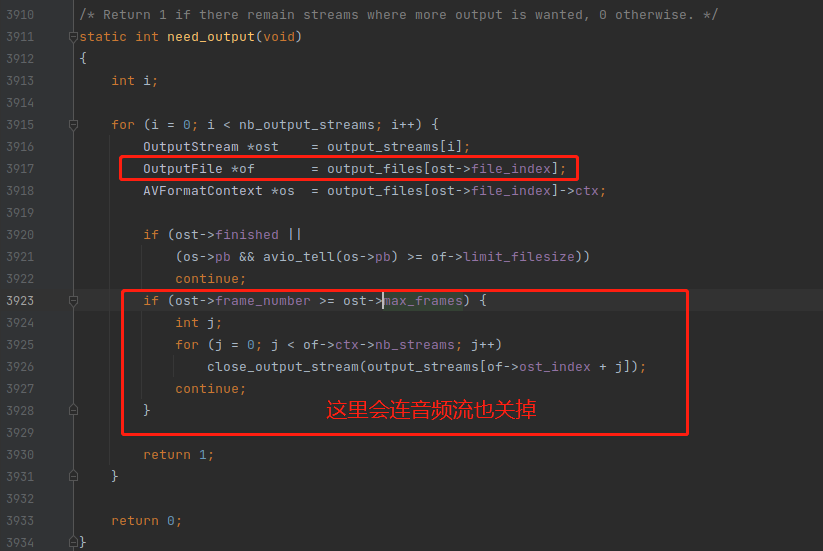 3910 /* Return 1 if there remain streams where more output is wanted, 0 otherwise. */
3911 static int need_output(void)
3912 {
3913     int i;
3914
3915     for (i = 0; i < nb_output_streams; i++) {
3916         OutputStream *ost    = output_streams[i];
3917         OutputFile *of       = output_files[ost->file_index];
3918         AVFormatContext *os  = output_files[ost->file_index]->ctx;
3919
3920         if (ost->finished ||
3921             (os->pb && avio_tell(os->pb) >= of->limit_filesize))
3922             continue;
3923         if (ost->frame_number >= ost->max_frames) {
3924             int j;
3925             for (j = 0; j < of->ctx->nb_streams; j++)
3926                 close_output_stream(output_streams[of->ost_index + j]);
3927             continue;
3928         }
这里会连音频流也关掉
3929
3930         return 1;
3931     }
3932
3933     return 0;
3934 }